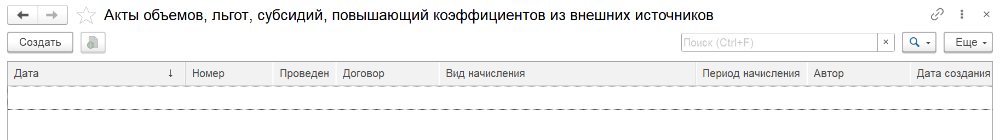 Акты объемов, льгот, субсидий, повышающий коэффициентов из внешних источников
Создать
Поиск (Ctrl+F)
Еще
Дата Номер Проведен Договор Вид начисления Период начисления Автор Дата создания